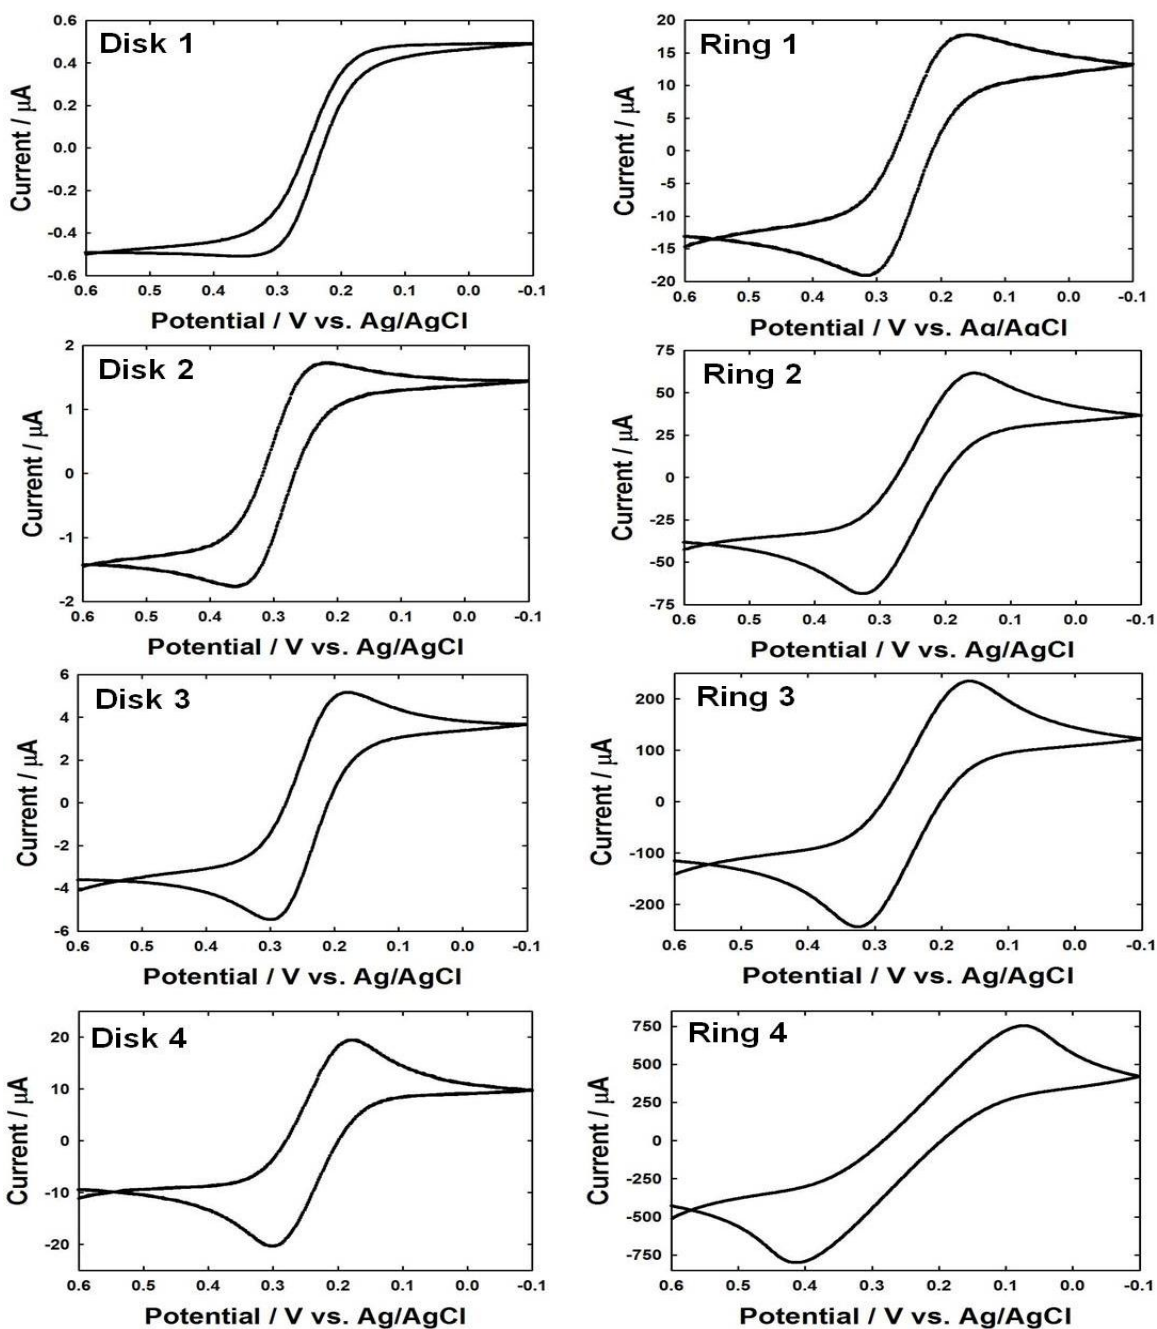 Disk 1
Current / μA
0.6
0.4
0.2
0.0
-0.2
-0.4
-0.6
0.6 0.5 0.4 0.3 0.2 0.1 0.0 -0.1
Potential / V vs. Ag/AgCl
Ring 1
Current / μA
20
15
10
5
0
-5
-10
-15
-20
0.6 0.5 0.4 0.3 0.2 0.1 0.0 -0.1
Potential / V vs. Ag/AgCl
Disk 2
Current / μA
2
1
0
-1
-2
0.6 0.5 0.4 0.3 0.2 0.1 0.0 -0.1
Potential / V vs. Ag/AgCl
Ring 2
Current / μA
75
50
25
0
-25
-50
-75
0.6 0.5 0.4 0.3 0.2 0.1 0.0 -0.1
Potential / V vs. Ag/AgCl
Disk 3
Current / μA
6
4
2
0
-2
-4
-6
0.6 0.5 0.4 0.3 0.2 0.1 0.0 -0.1
Potential / V vs. Ag/AgCl
Ring 3
Current / μA
200
100
0
-100
-200
0.6 0.5 0.4 0.3 0.2 0.1 0.0 -0.1
Potential / V vs. Ag/AgCl
Disk 4
Current / μA
20
10
0
-10
-20
0.6 0.5 0.4 0.3 0.2 0.1 0.0 -0.1
Potential / V vs. Ag/AgCl
Ring 4
Current / μA
750
500
250
0
-250
-500
-750
0.6 0.5 0.4 0.3 0.2 0.1 0.0 -0.1
Potential / V vs. Ag/AgCl